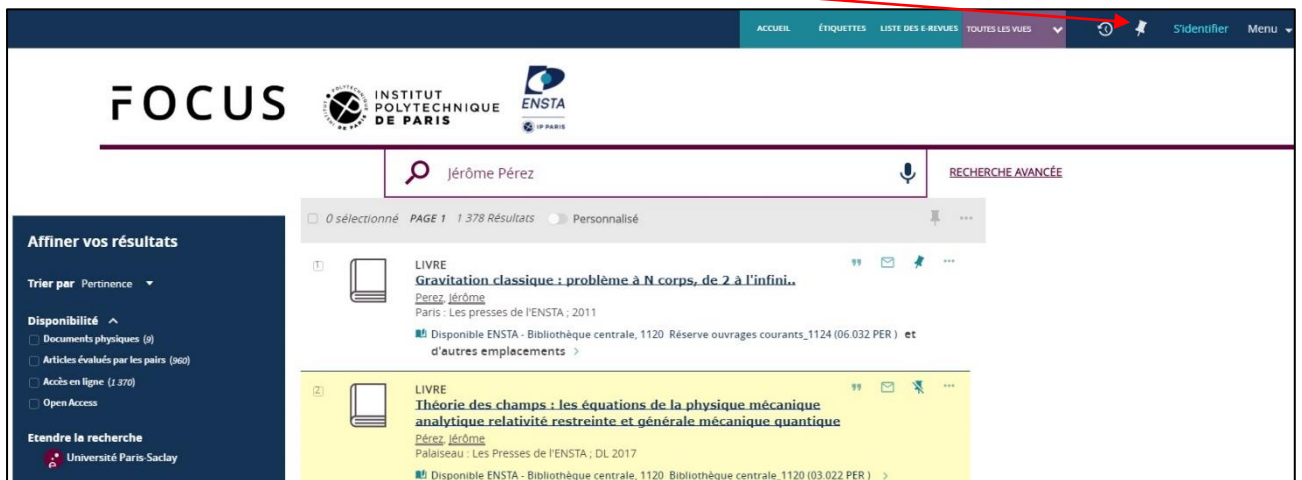 ACCUEIL ÉTIQUETTES LISTE DES E-REVUES TOUTES LES VUES S'identifier Menu
FOCUS
INSTITUT
POLYTECHNIQUE
DE PARIS
ENSTA
IP PARIS
Jérôme Pérez
RECHERCHE AVANCÉE
0 sélectionné PAGE 1 1 378 Résultats Personnalisé
Affiner vos résultats
Trier par Pertinence
Disponibilité
Documents physiques (9)
Articles évalués par les pairs (960)
Accès en ligne (1 370)
Open Access
Etendre la recherche
Université Paris-Saclay
1
LIVRE
Gravitation classique : problème à N corps, de 2 à l'infini..
Perez, Jérôme
Paris : Les presses de l'ENSTA ; 2011
Disponible ENSTA - Bibliothèque centrale, 1120 Réserve ouvrages courants_1124 (06.032 PER ) et
d'autres emplacements >
2
LIVRE
Théorie des champs : les équations de la physique mécanique
analytique relativité restreinte et générale mécanique quantique
Pérez, Jérôme
Palaiseau : Les Presses de l'ENSTA ; DL 2017
Disponible ENSTA - Bibliothèque centrale, 1120 Bibliothèque centrale_1120 (03.022 PER ) >